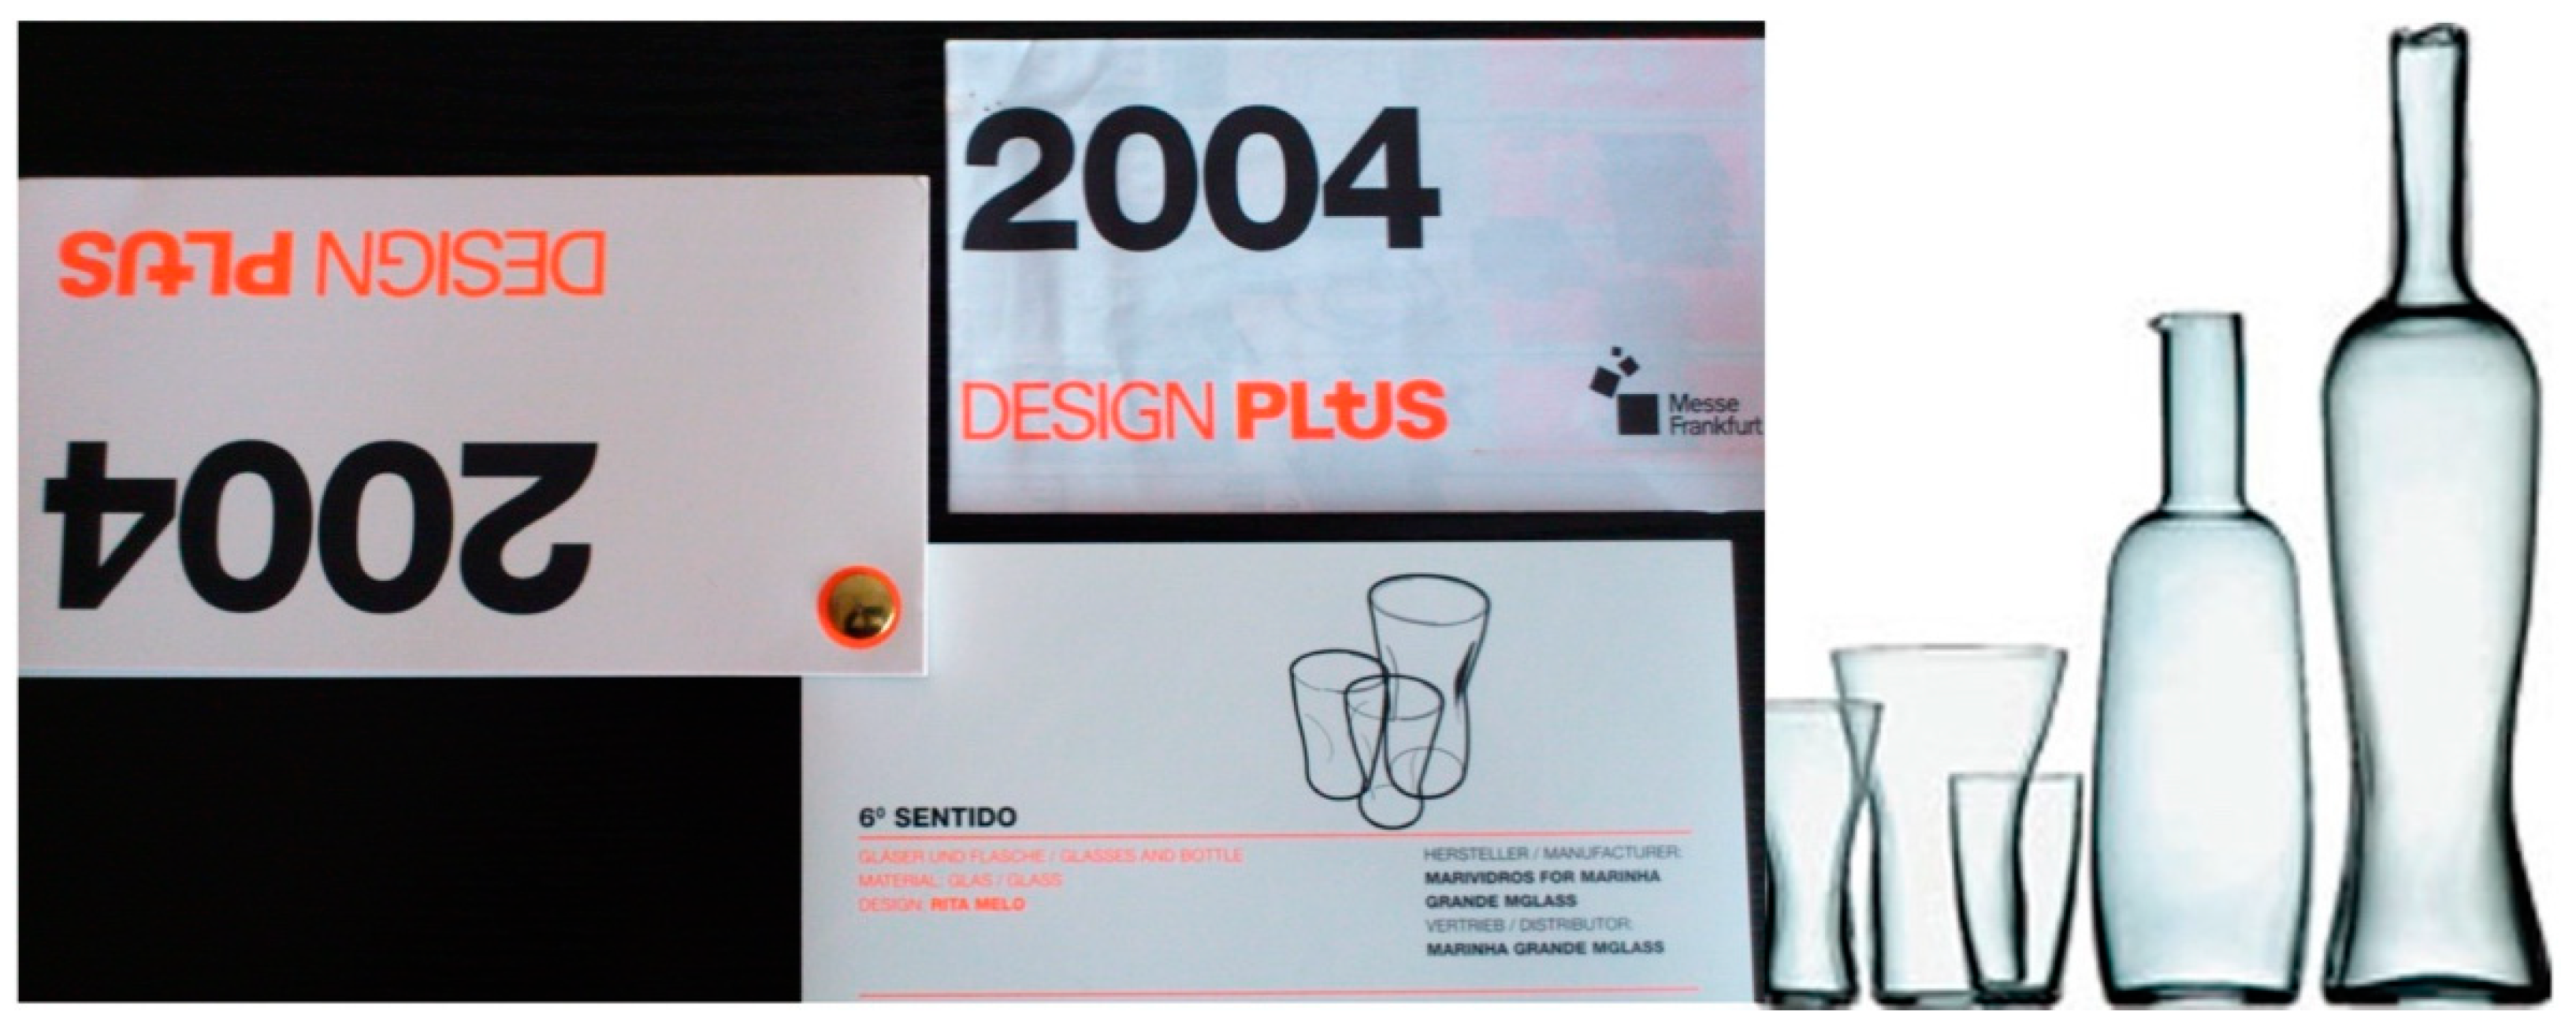 DESIGN PLUS
2004
2004
DESIGN PLUS
Messe
Frankfurt
6º SENTIDO
GLÄSER UND FLASCHE / GLASSES AND BOTTLE
MATERIAL: GLAS / GLASS
DESIGN: RITA MELO
HERSTELLER / MANUFACTURER:
MARIVIDROS FOR MARINHA
GRANDE MGLASS
VERTRIEB / DISTRIBUTOR:
MARINHA GRANDE MGLASS